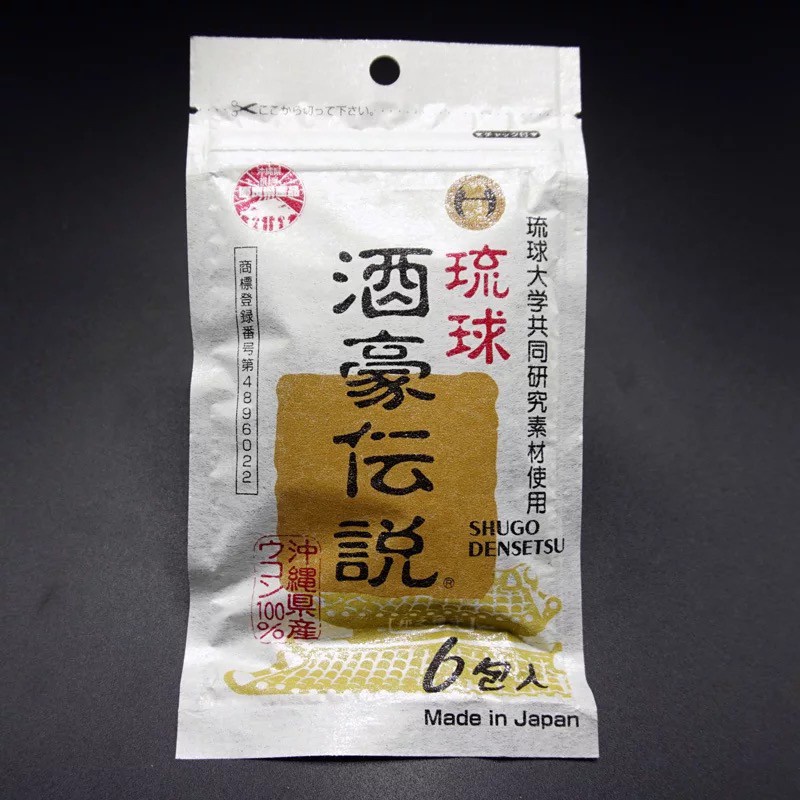 ここから切って下さい。
チャック付
琉球大学共同研究素材使用
琉球
酒豪伝説®
商標登録番号第4896022
SHUGO
DENSETSU
沖縄県産
ウコン100%
6包入
Made in Japan